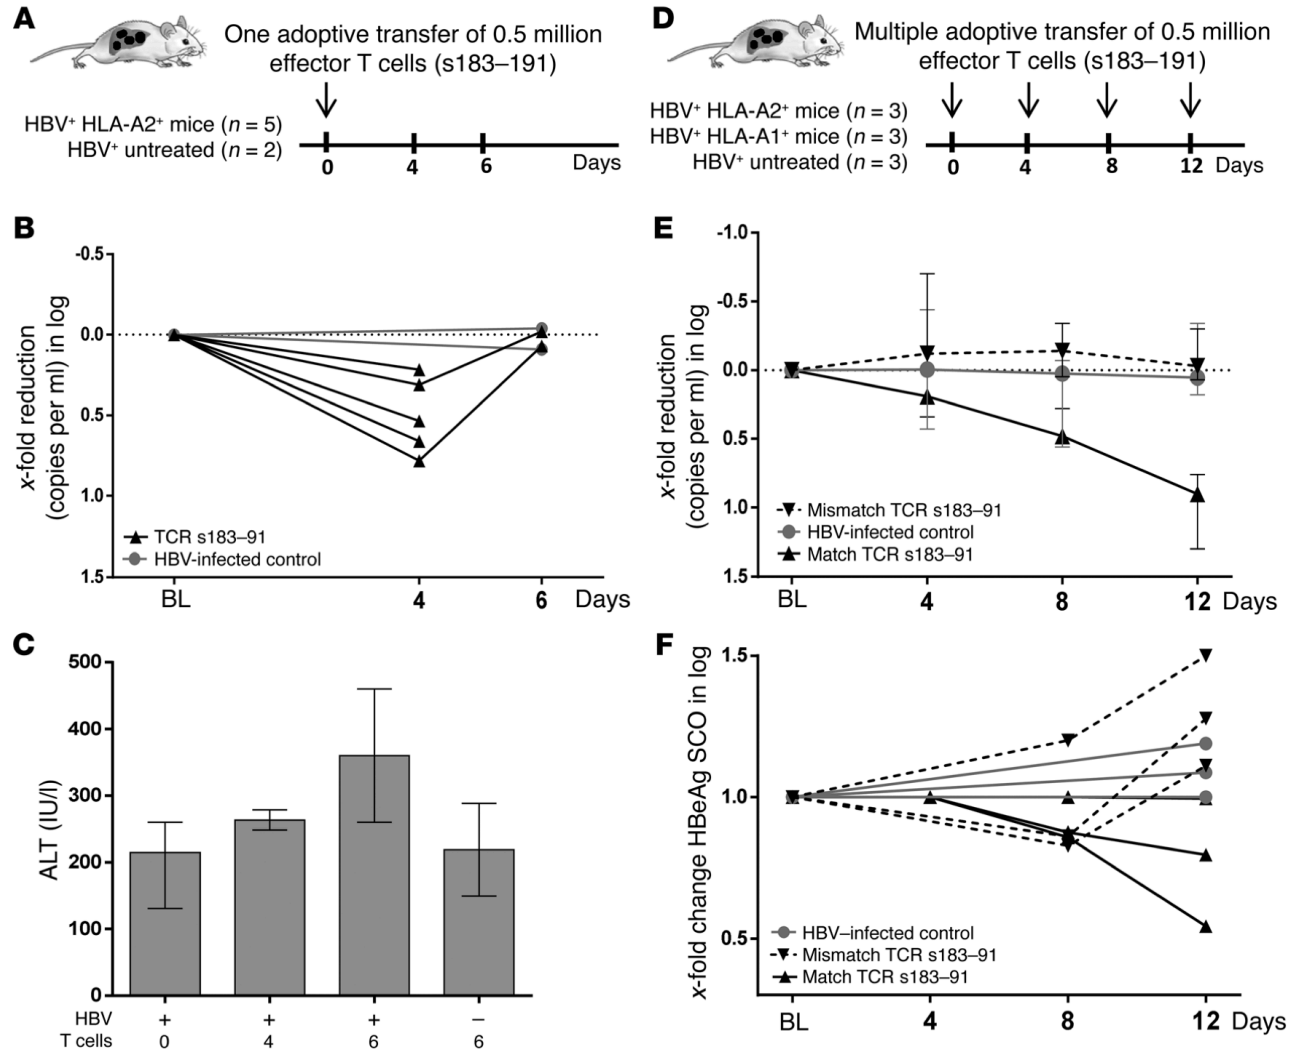 A
One adoptive transfer of 0.5 million
effector T cells (s183–191)
HBV+ HLA-A2+ mice (n = 5)
HBV+ untreated (n = 2)
0 4 6 Days
D
Multiple adoptive transfer of 0.5 million
effector T cells (s183–191)
HBV+ HLA-A2+ mice (n = 3)
HBV+ HLA-A1+ mice (n = 3)
HBV+ untreated (n = 3)
0 4 8 12 Days
B
x-fold reduction
(copies per ml) in log
-0.5
0.0
0.5
1.0
1.5
TCR s183–91
HBV-infected control
BL 4 6 Days
E
x-fold reduction
(copies per ml) in log
-1.0
-0.5
0.0
0.5
1.0
1.5
Mismatch TCR s183–91
HBV-infected control
Match TCR s183–91
BL 4 8 12 Days
C
ALT (IU/l)
500
400
300
200
100
0
HBV + + + –
T cells 0 4 6 6
F
x-fold change HBeAg SCO in log
1.5
1.0
0.5
HBV–infected control
Mismatch TCR s183–91
Match TCR s183–91
BL 4 8 12 Days